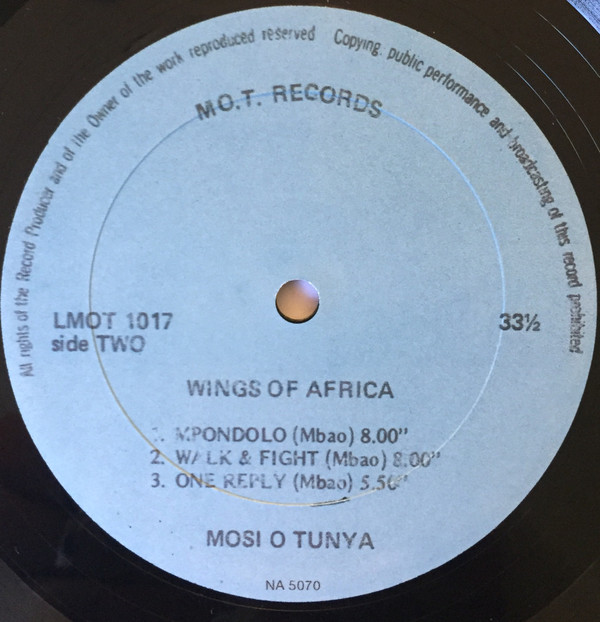 All rights of the Record Producer and of the Owner of the work reproduced reserved Copying, public performance and broadcasting of this record prohibited
M.O.T. RECORDS
LMOT 1017
side TWO
33½
WINGS OF AFRICA
1. MPONDOLO (Mbao) 8.00"
2. WALK & FIGHT (Mbao) 8.00"
3. ONE REPLY (Mbao) 5.50"
MOSI O TUNYA
NA 5070